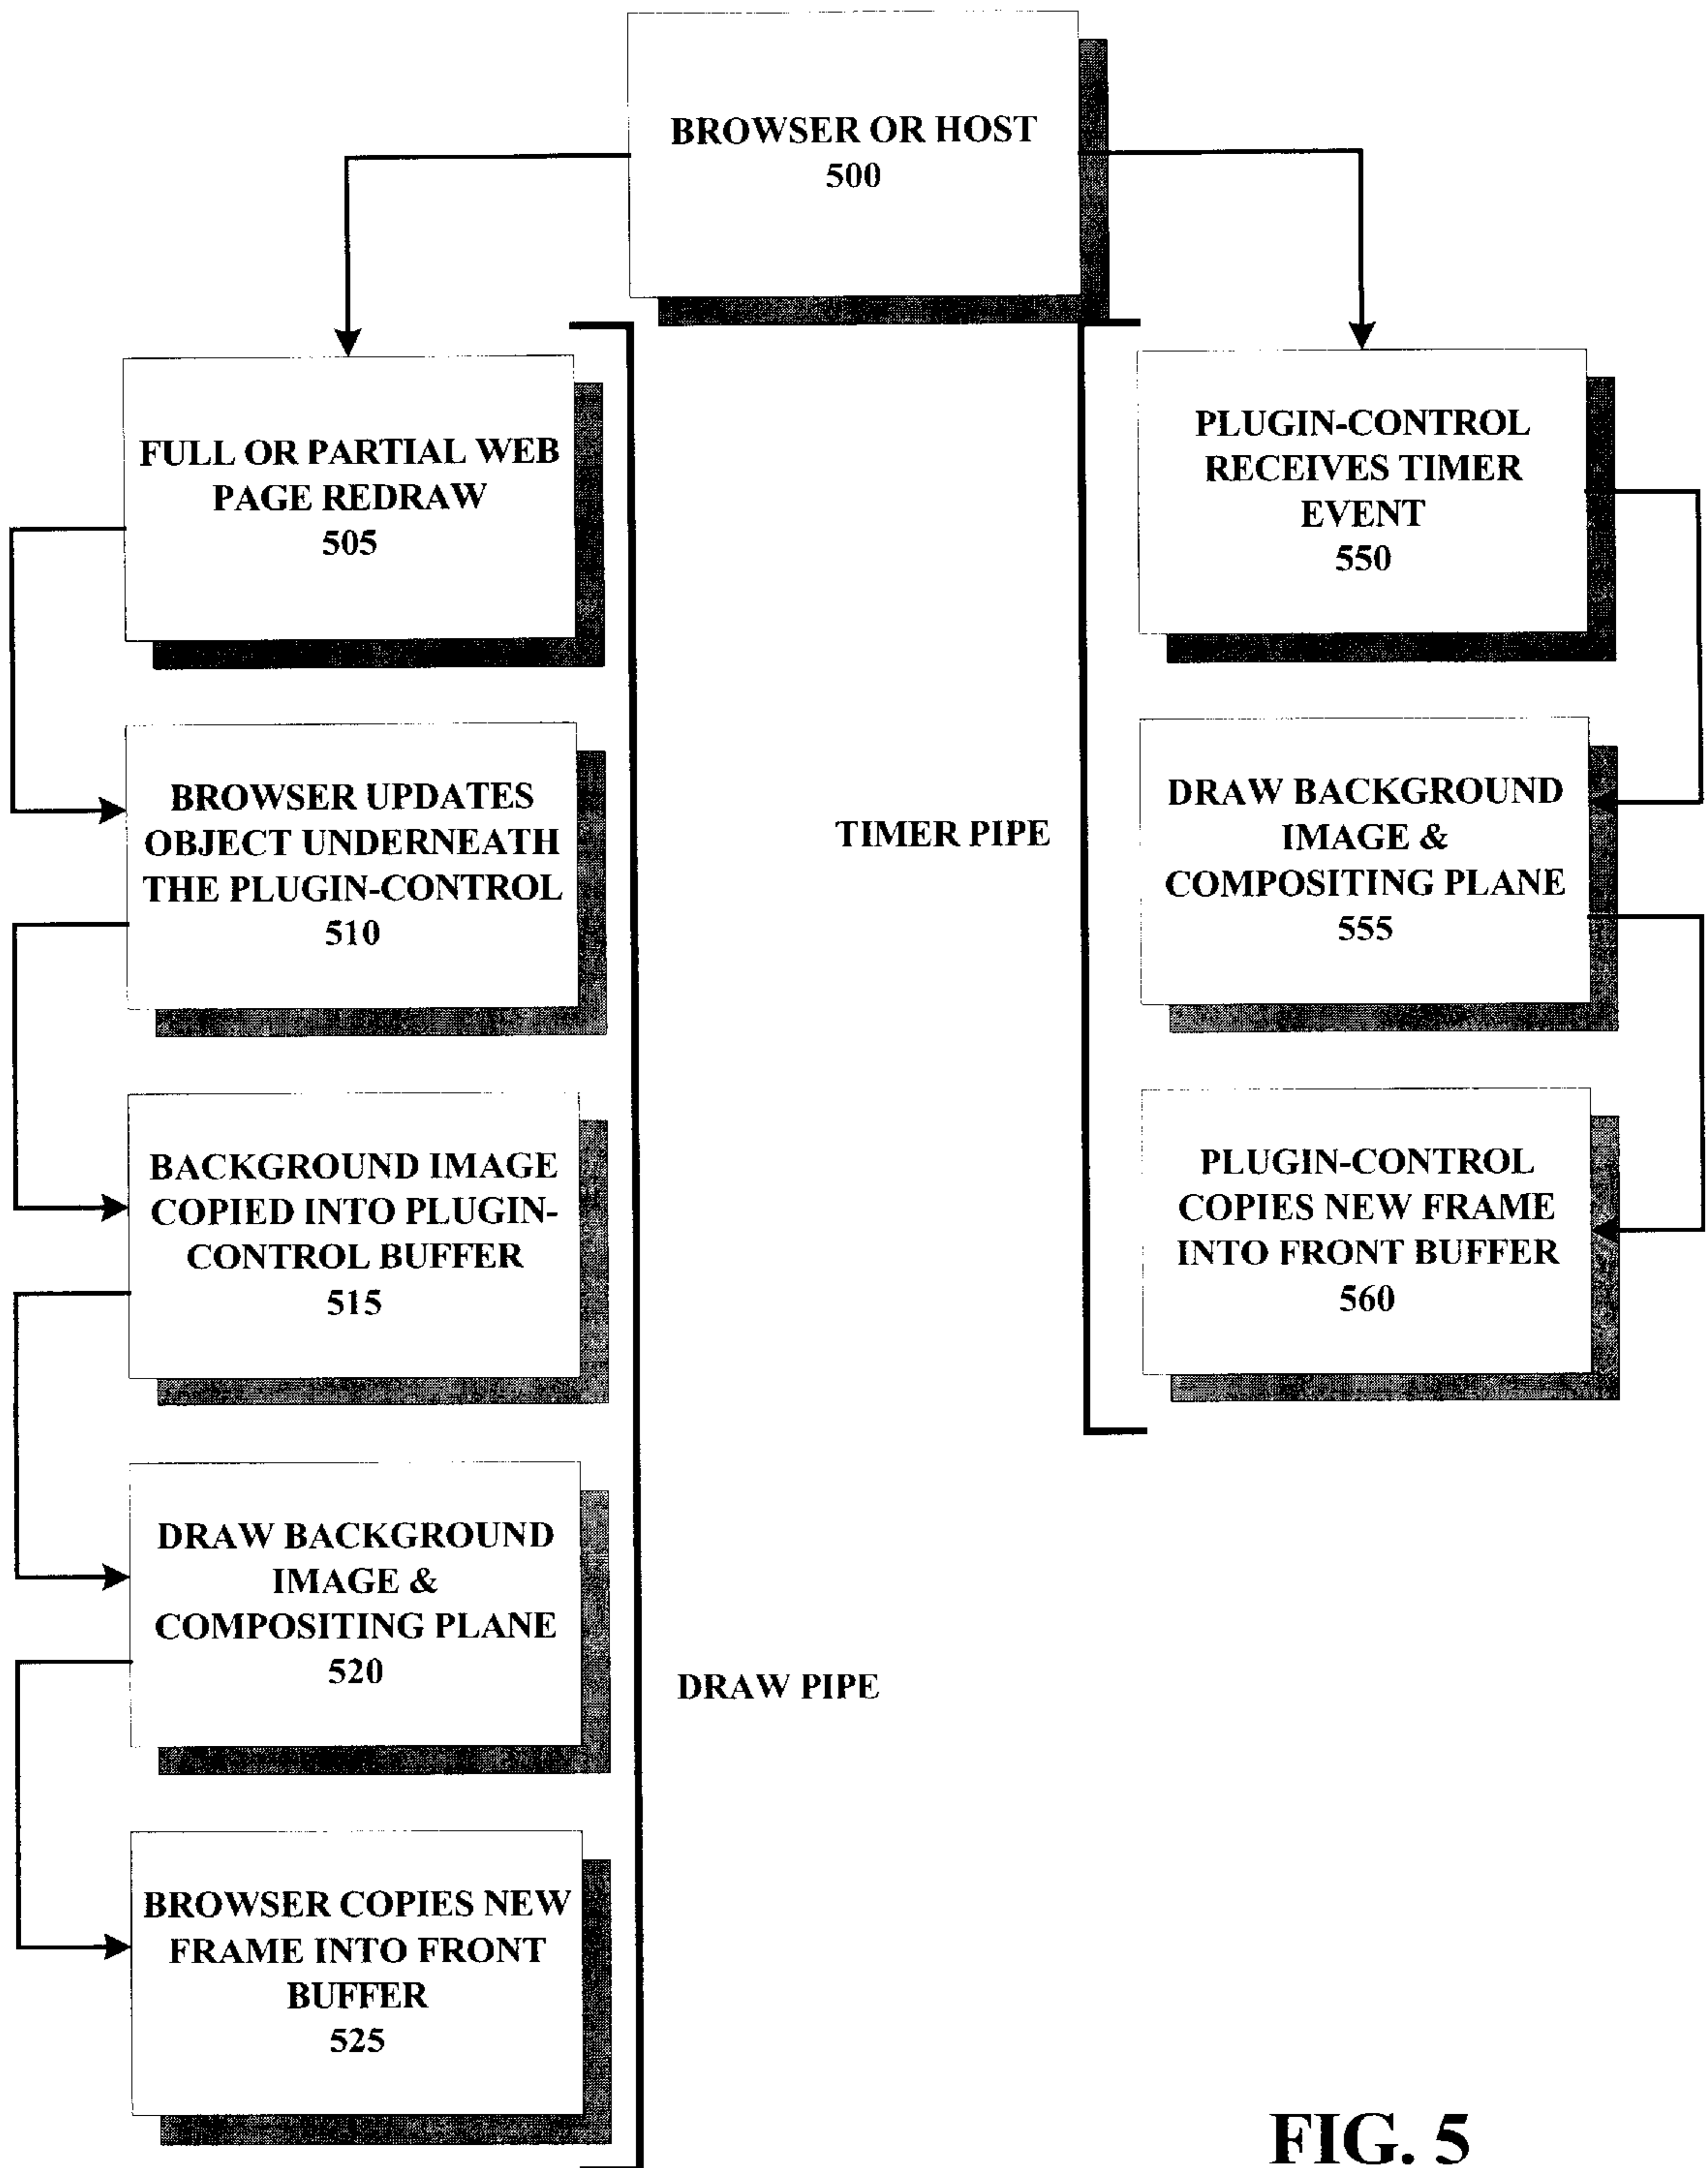 BROWSER OR HOST
500
FULL OR PARTIAL WEB
PAGE REDRAW
505
BROWSER UPDATES
OBJECT UNDERNEATH
THE PLUGIN-CONTROL
510
BACKGROUND IMAGE
COPIED INTO PLUGIN-
CONTROL BUFFER
515
DRAW BACKGROUND
IMAGE &
COMPOSITING PLANE
520
BROWSER COPIES NEW
FRAME INTO FRONT
BUFFER
525
DRAW PIPE
TIMER PIPE
PLUGIN-CONTROL
RECEIVES TIMER
EVENT
550
DRAW BACKGROUND
IMAGE &
COMPOSITING PLANE
555
PLUGIN-CONTROL
COPIES NEW FRAME
INTO FRONT BUFFER
560
FIG. 5